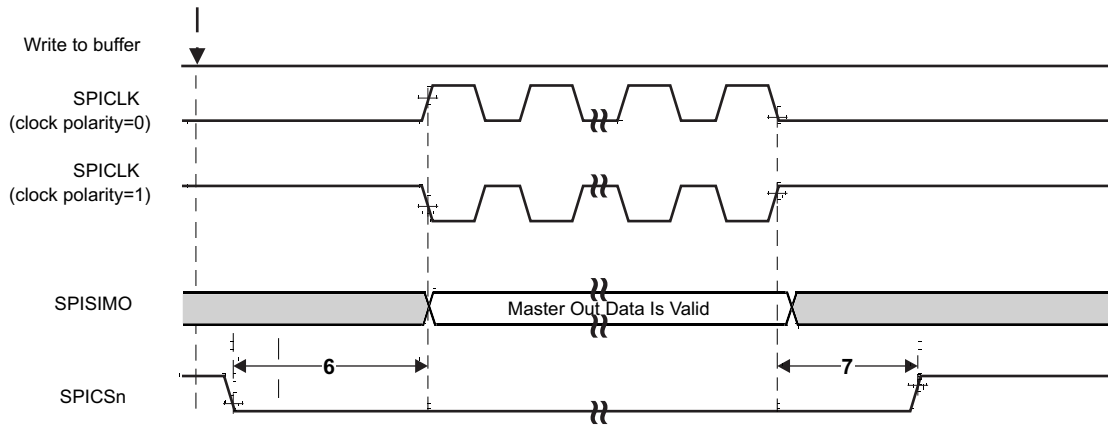 Write to buffer
SPICLK
(clock polarity=0)
SPICLK
(clock polarity=1)
SPISIMO
Master Out Data Is Valid
6
7
SPICSn